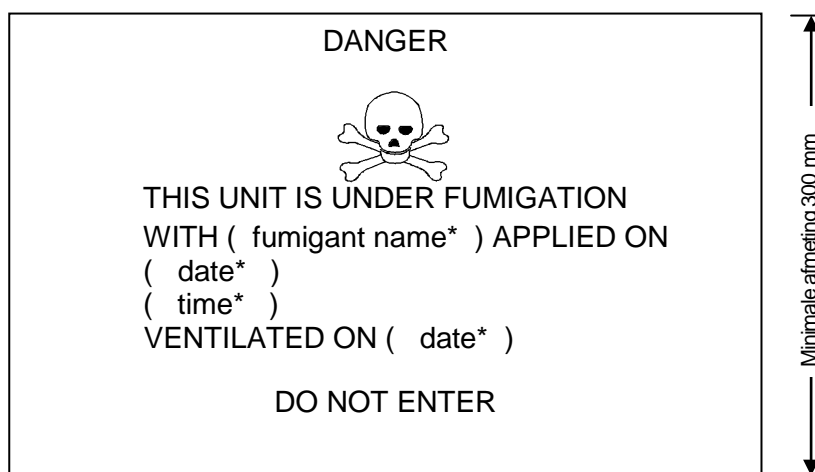 DANGER
THIS UNIT IS UNDER FUMIGATION
WITH ( fumigant name* ) APPLIED ON
( date* )
( time* )
VENTILATED ON ( date* )
DO NOT ENTER
Minimale afmeting 300 mm